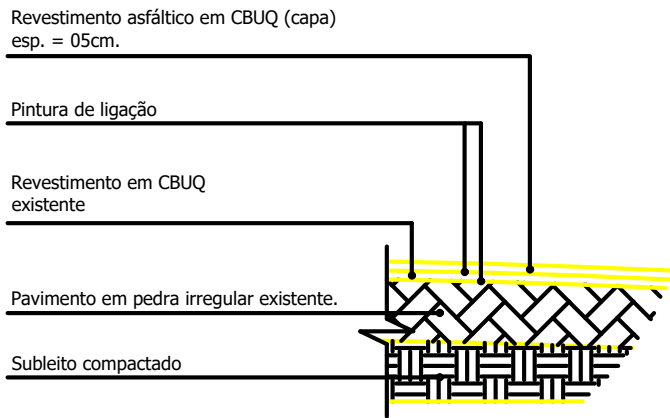 Revestimento asfáltico em CBUQ (capa)
esp. = 05cm.
Pintura de ligação
Revestimento em CBUQ
existente
Pavimento em pedra irregular existente.
Subleito compactado